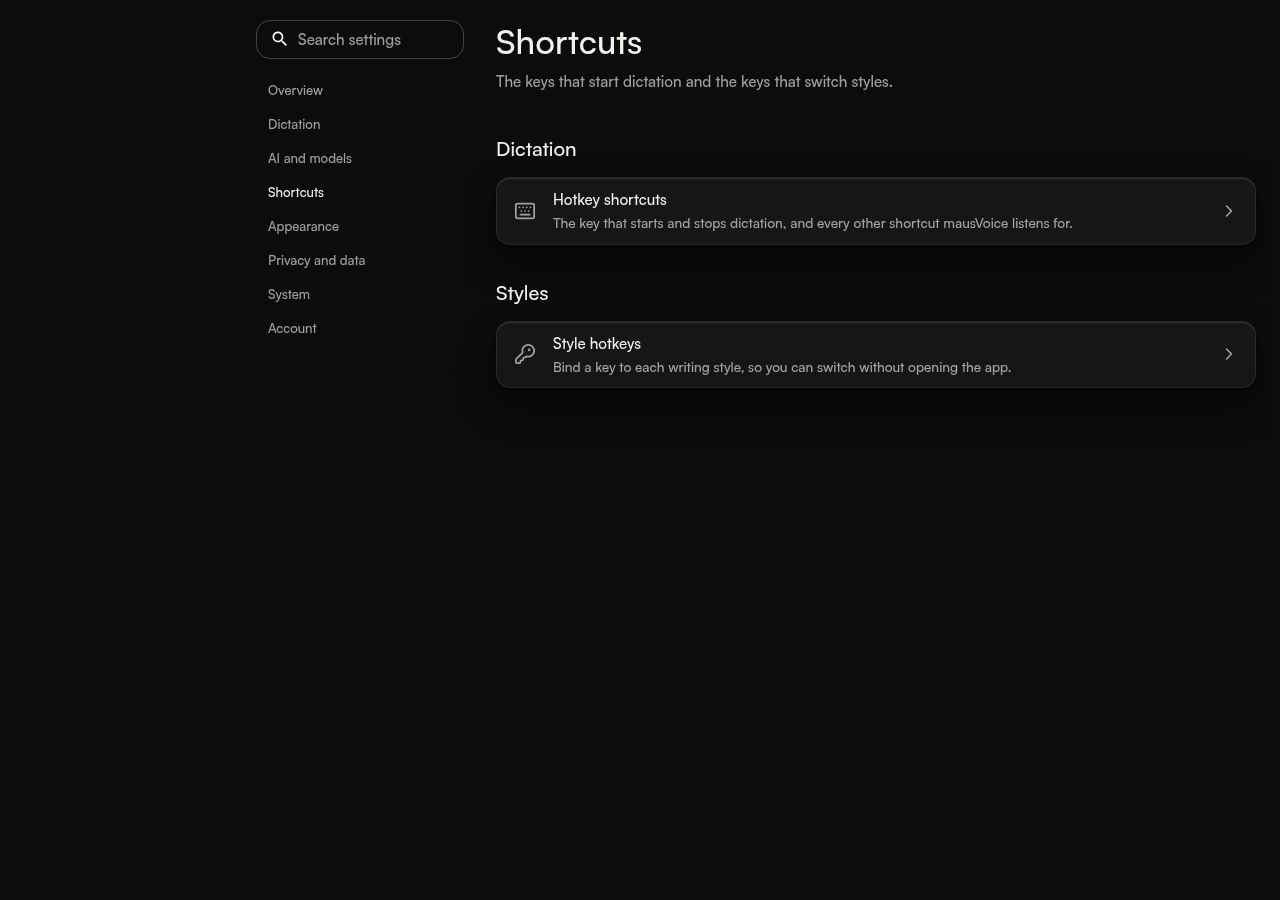 Search settings
Overview
Dictation
AI and models
Shortcuts
Appearance
Privacy and data
System
Account
Shortcuts
The keys that start dictation and the keys that switch styles.
Dictation
Hotkey shortcuts
The key that starts and stops dictation, and every other shortcut mausVoice listens for.
Styles
Style hotkeys
Bind a key to each writing style, so you can switch without opening the app.